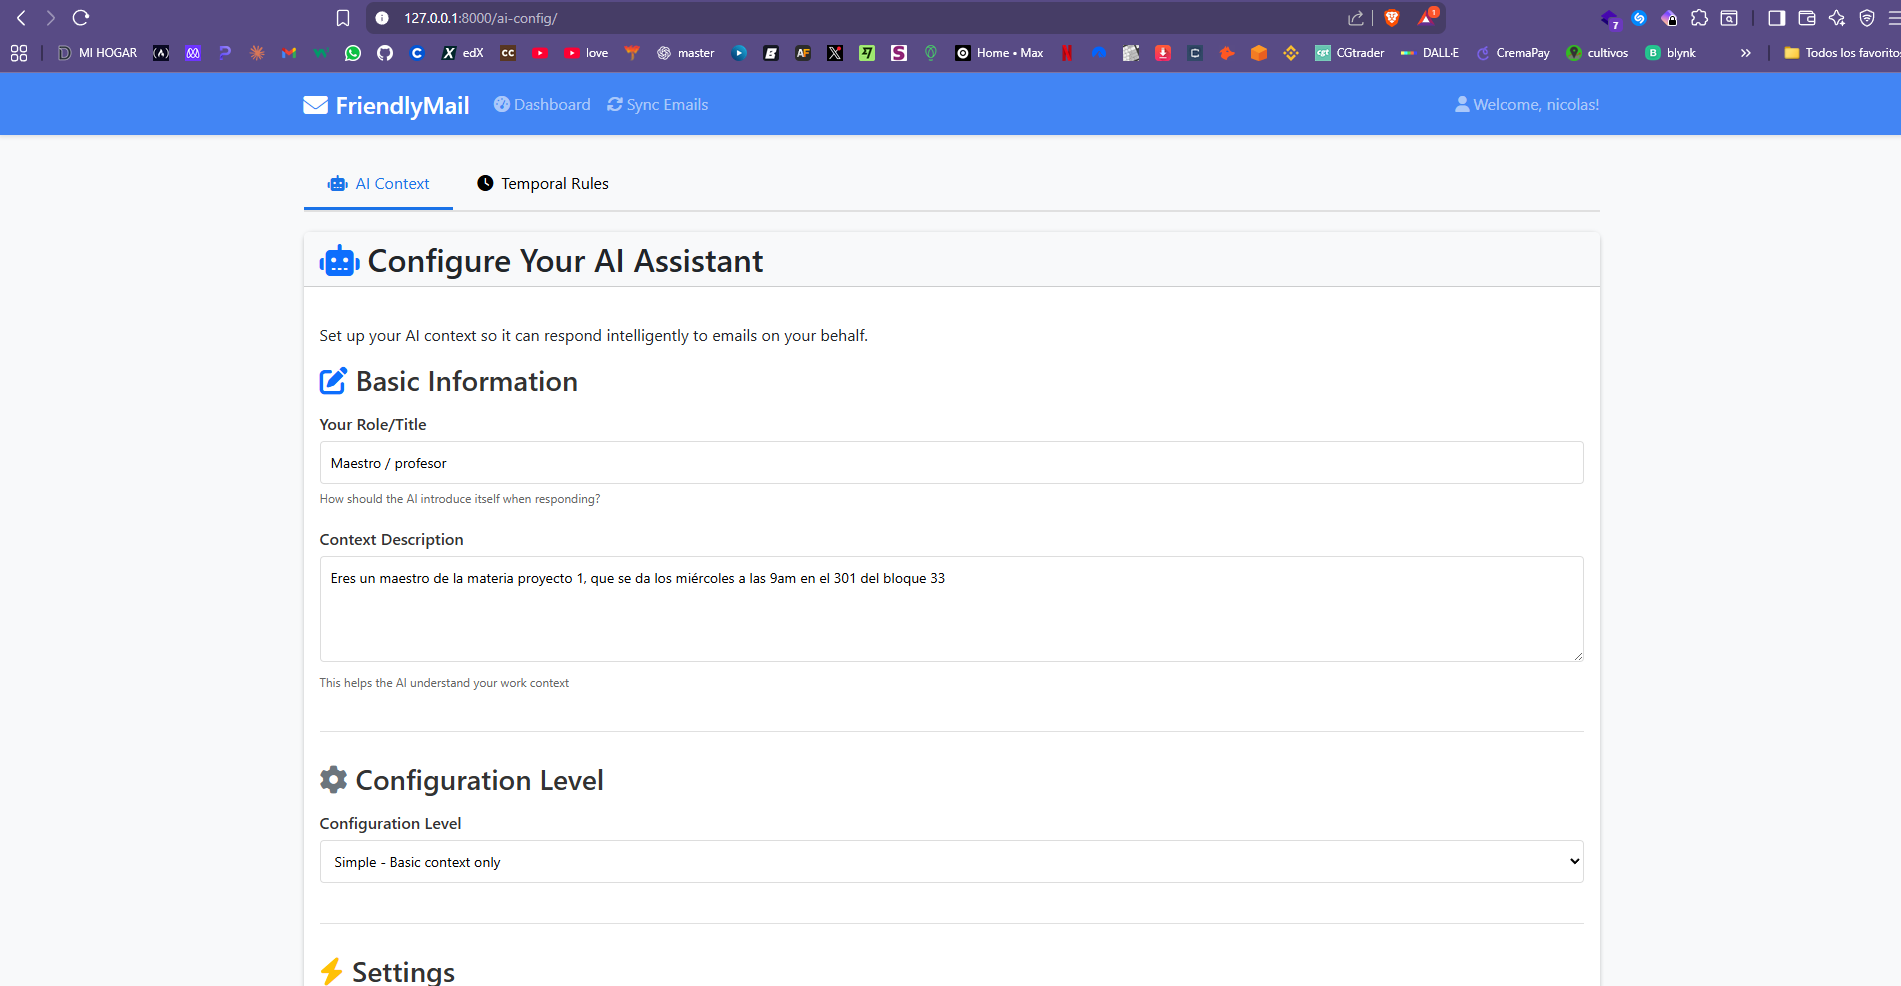 127.0.0.1:8000/ai-config/
1
7
MI HOGAR
edX
love
master
Home • Max
CGtrader
DALL·E
CremaPay
cultivos
blynk
Todos los favoritos
FriendlyMail
Dashboard
Sync Emails
Welcome, nicolas!
AI Context
Temporal Rules
Configure Your AI Assistant
Set up your AI context so it can respond intelligently to emails on your behalf.
Basic Information
Your Role/Title
Maestro / profesor
How should the AI introduce itself when responding?
Context Description
Eres un maestro de la materia proyecto 1, que se da los miércoles a las 9am en el 301 del bloque 33
This helps the AI understand your work context
Configuration Level
Configuration Level
Simple - Basic context only
Settings